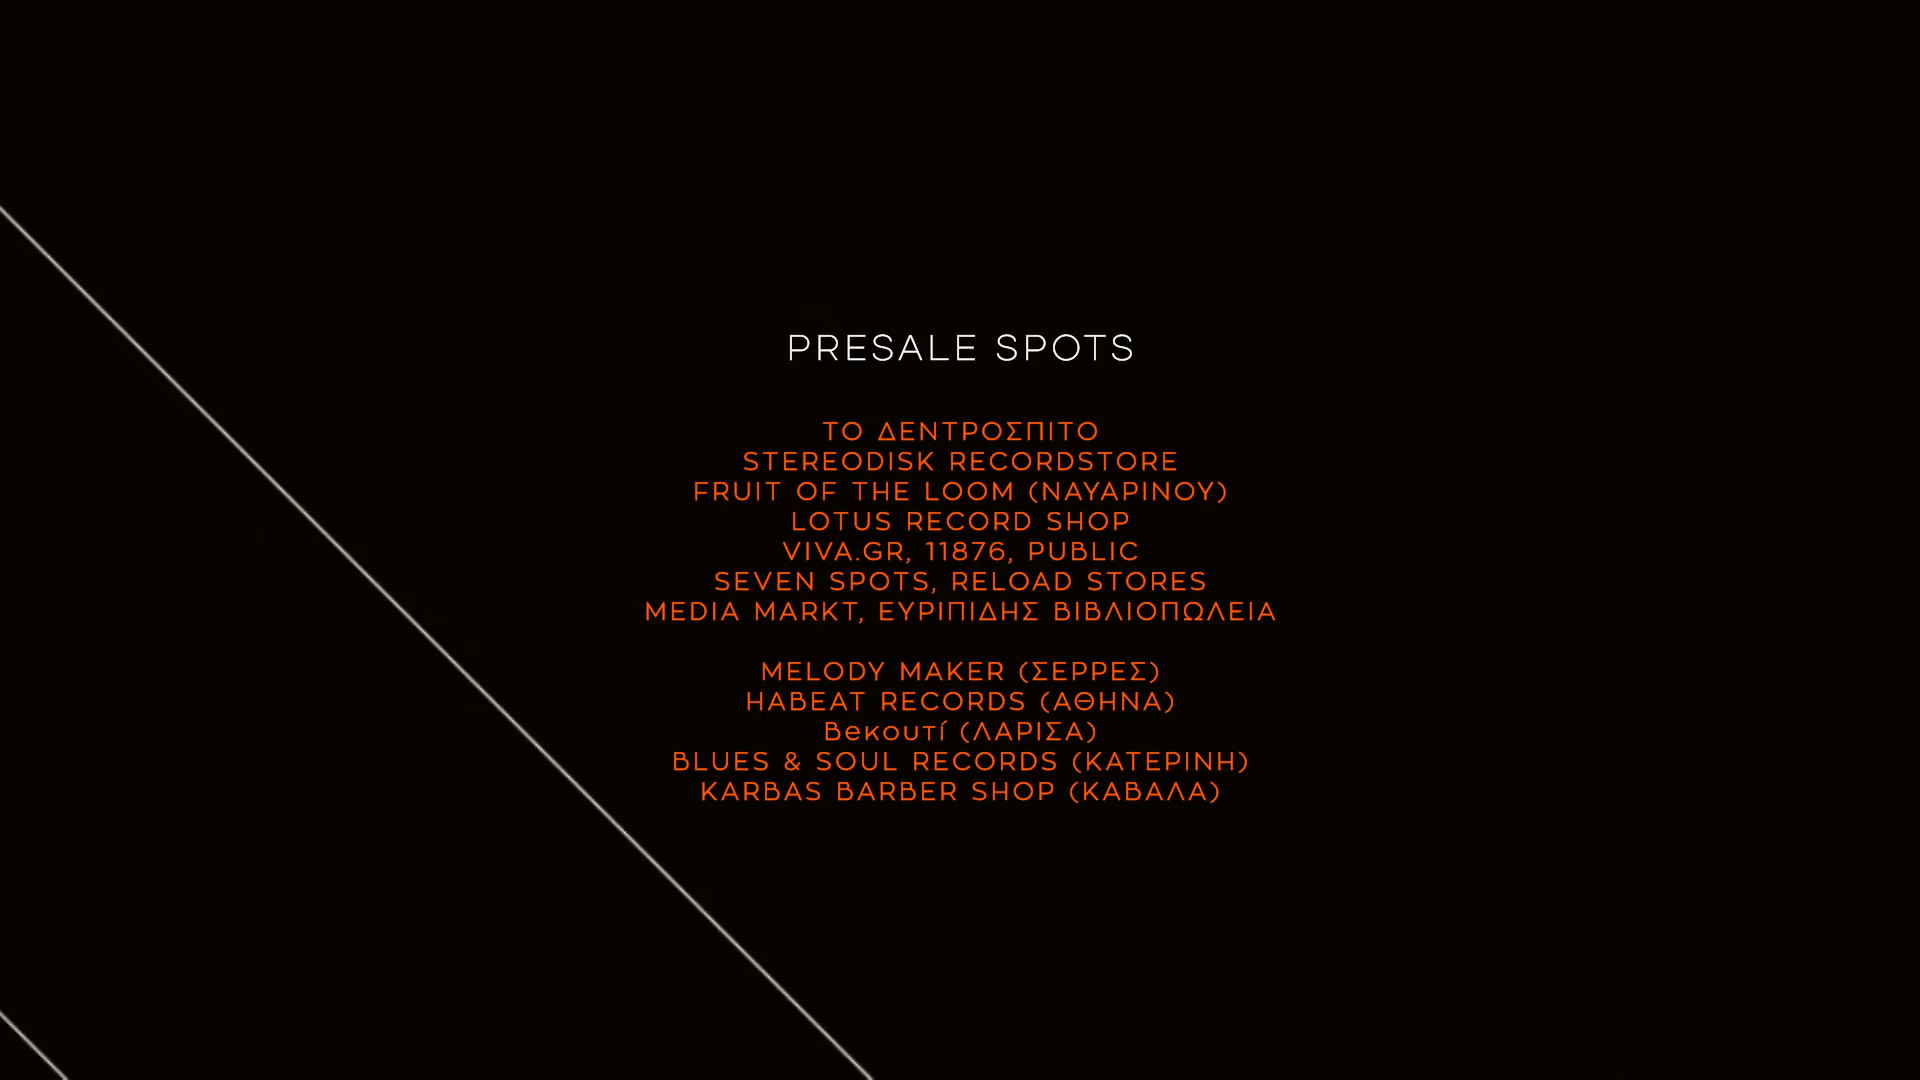 PRESALE SPOTS
ΤΟ ΔΕΝΤΡΟΣΠΙΤΟ
STEREODISK RECORDSTORE
FRUIT OF THE LOOM (ΝΑΥΑΡΙΝΟΥ)
LOTUS RECORD SHOP
VIVA.GR, 11876, PUBLIC
SEVEN SPOTS, RELOAD STORES
MEDIA MARKT, ΕΥΡΙΠΙΔΗΣ ΒΙΒΛΙΟΠΩΛΕΙΑ
MELODY MAKER (ΣΕΡΡΕΣ)
HABEAT RECORDS (ΑΘΗΝΑ)
Βεκουτί (ΛΑΡΙΣΑ)
BLUES & SOUL RECORDS (ΚΑΤΕΡΙΝΗ)
KARBAS BARBER SHOP (ΚΑΒΑΛΑ)